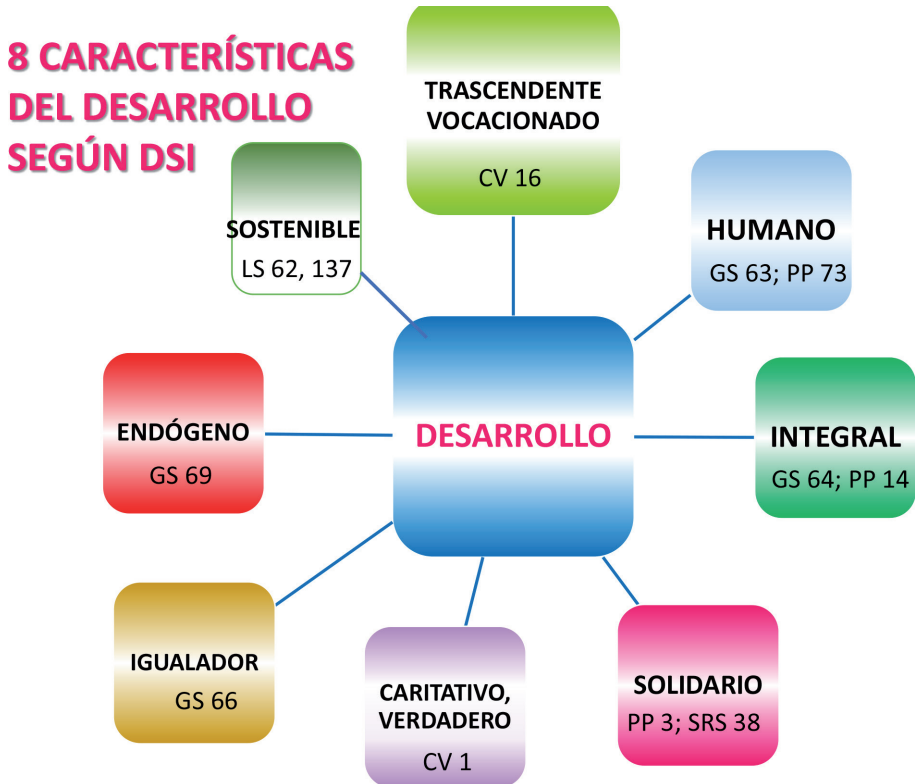 8 CARACTERÍSTICAS
DEL DESARROLLO
SEGÚN DSI
TRASCENDENTE
VOCACIONADO
CV 16
HUMANO
GS 63; PP 73
INTEGRAL
GS 64; PP 14
SOLIDARIO
PP 3; SRS 38
CARITATIVO,
VERDADERO
CV 1
IGUALADOR
GS 66
ENDÓGENO
GS 69
SOSTENIBLE
LS 62, 137
DESARROLLO